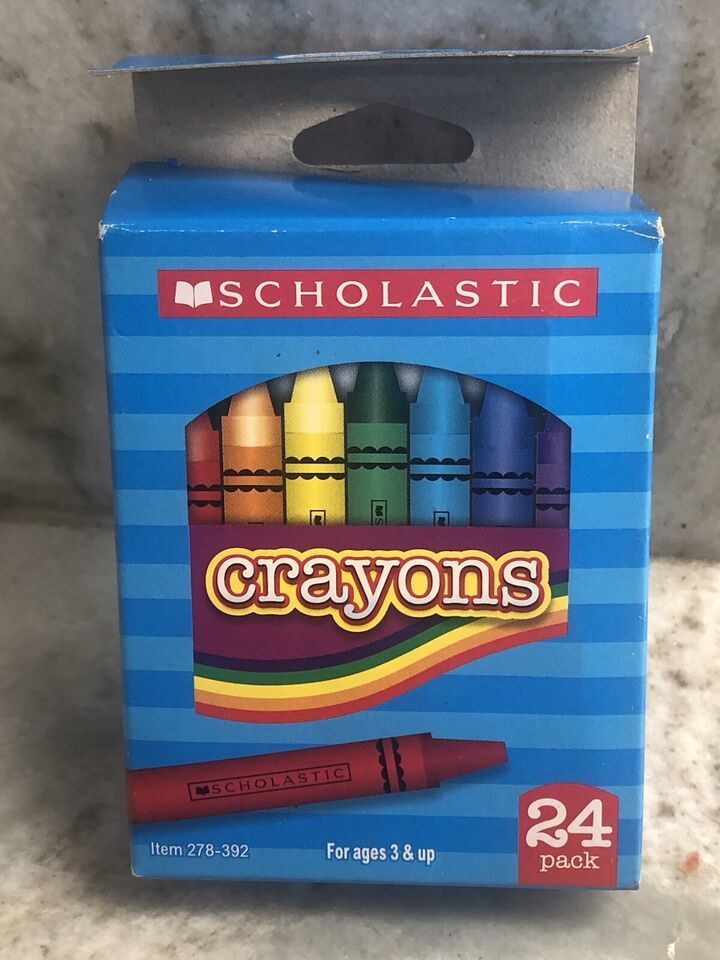 SCHOLASTIC
crayons
SCHOLASTIC
Item 278-392
For ages 3 & up
24
pack